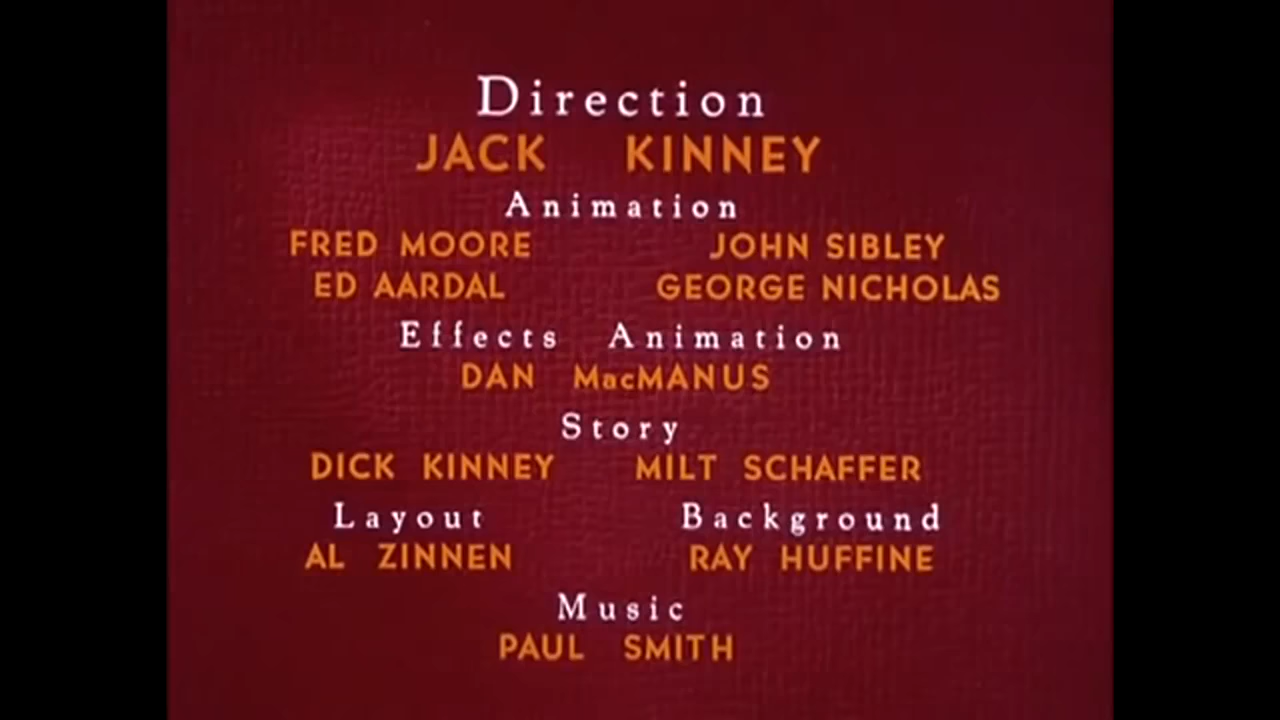 Direction
JACK KINNEY
Animation
FRED MOORE JOHN SIBLEY
ED AARDAL GEORGE NICHOLAS
Effects Animation
DAN MacMANUS
Story
DICK KINNEY MILT SCHAFFER
Layout Background
AL ZINNEN RAY HUFFINE
Music
PAUL SMITH